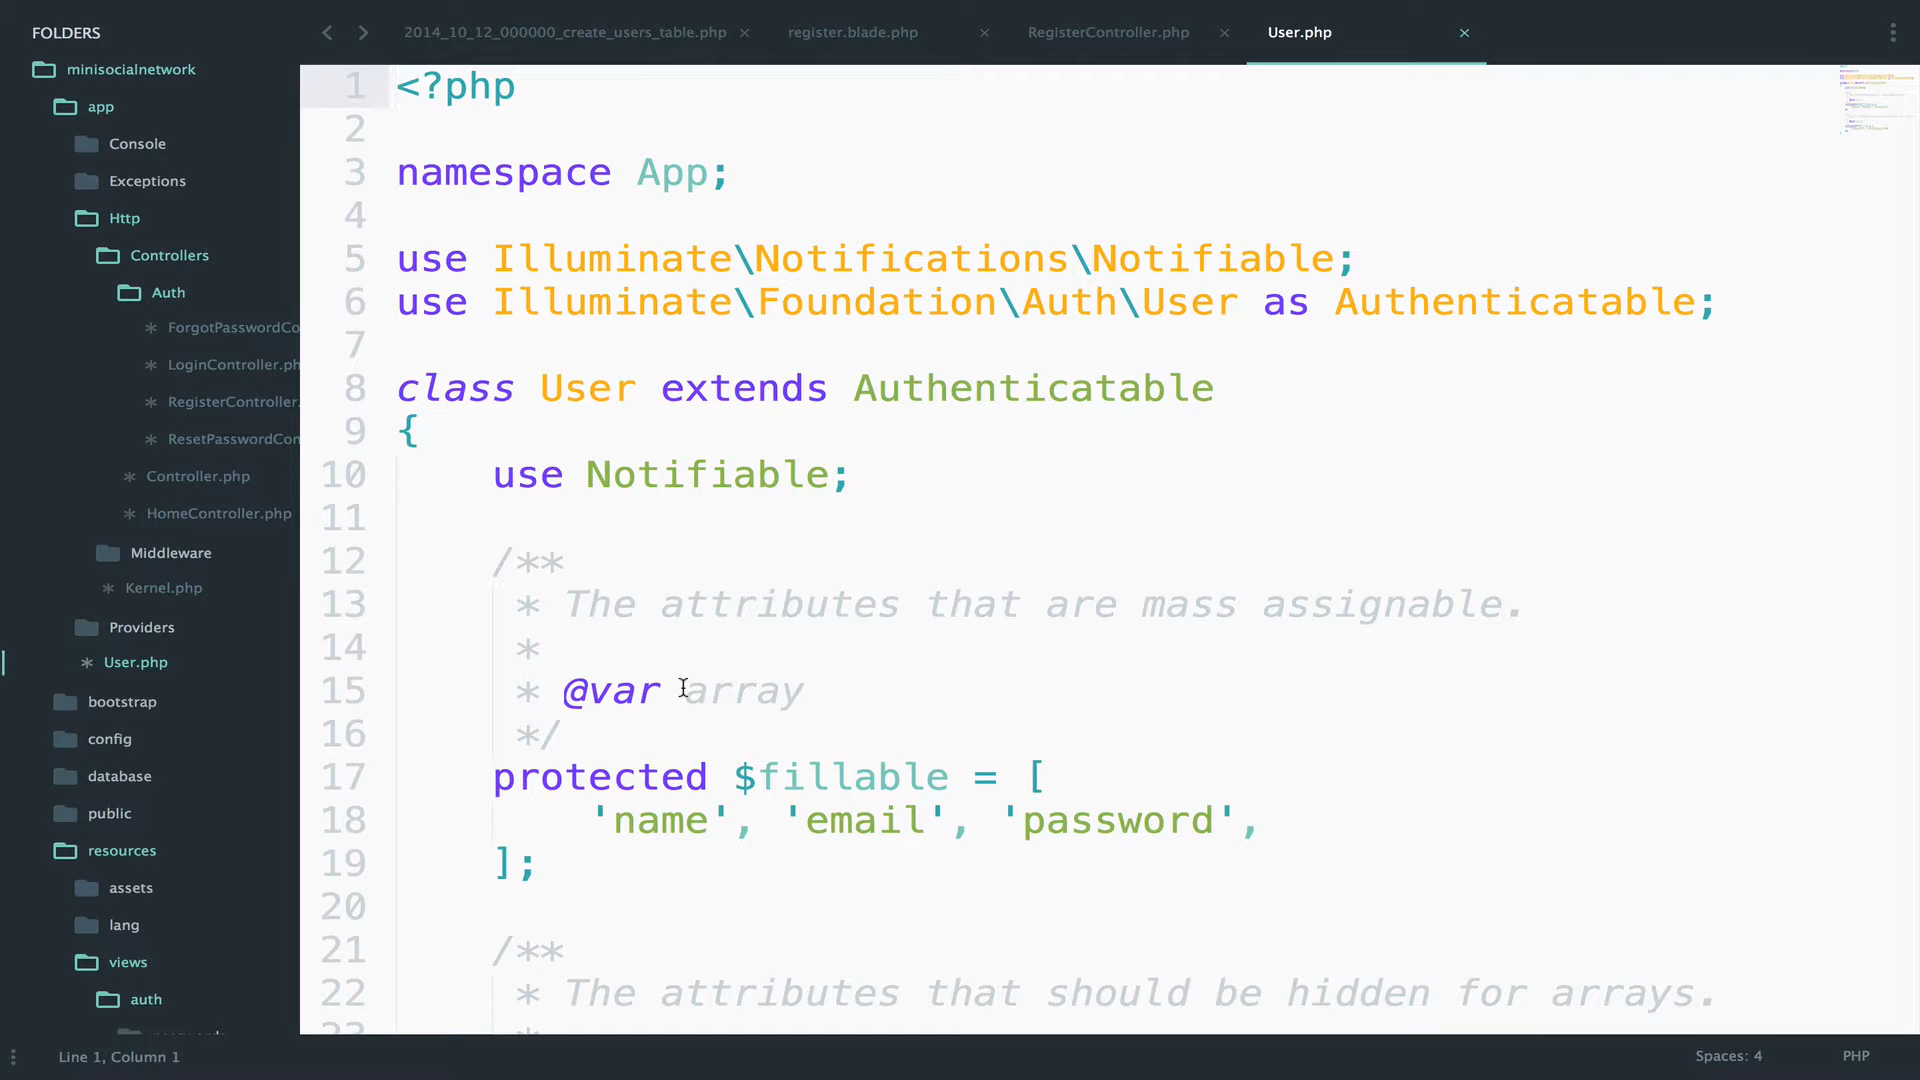 FOLDERS
minisocialnetwork
app
Console
Exceptions
Http
Controllers
Auth
ForgotPasswordCo
LoginController.ph
RegisterController.
ResetPasswordCon
Controller.php
HomeController.php
Middleware
Kernel.php
Providers
User.php
bootstrap
config
database
public
resources
assets
lang
views
auth
2014_10_12_000000_create_users_table.php
register.blade.php
RegisterController.php
User.php
1 <?php
2
3 namespace App;
4
5 use Illuminate\Notifications\Notifiable;
6 use Illuminate\Foundation\Auth\User as Authenticatable;
7
8 class User extends Authenticatable
9 {
10 use Notifiable;
11
12 /**
13 * The attributes that are mass assignable.
14 *
15 * @var array
16 */
17 protected $fillable = [
18 'name', 'email', 'password',
19 ];
20
21 /**
22 * The attributes that should be hidden for arrays.
23 *
Line 1, Column 1
Spaces: 4
PHP